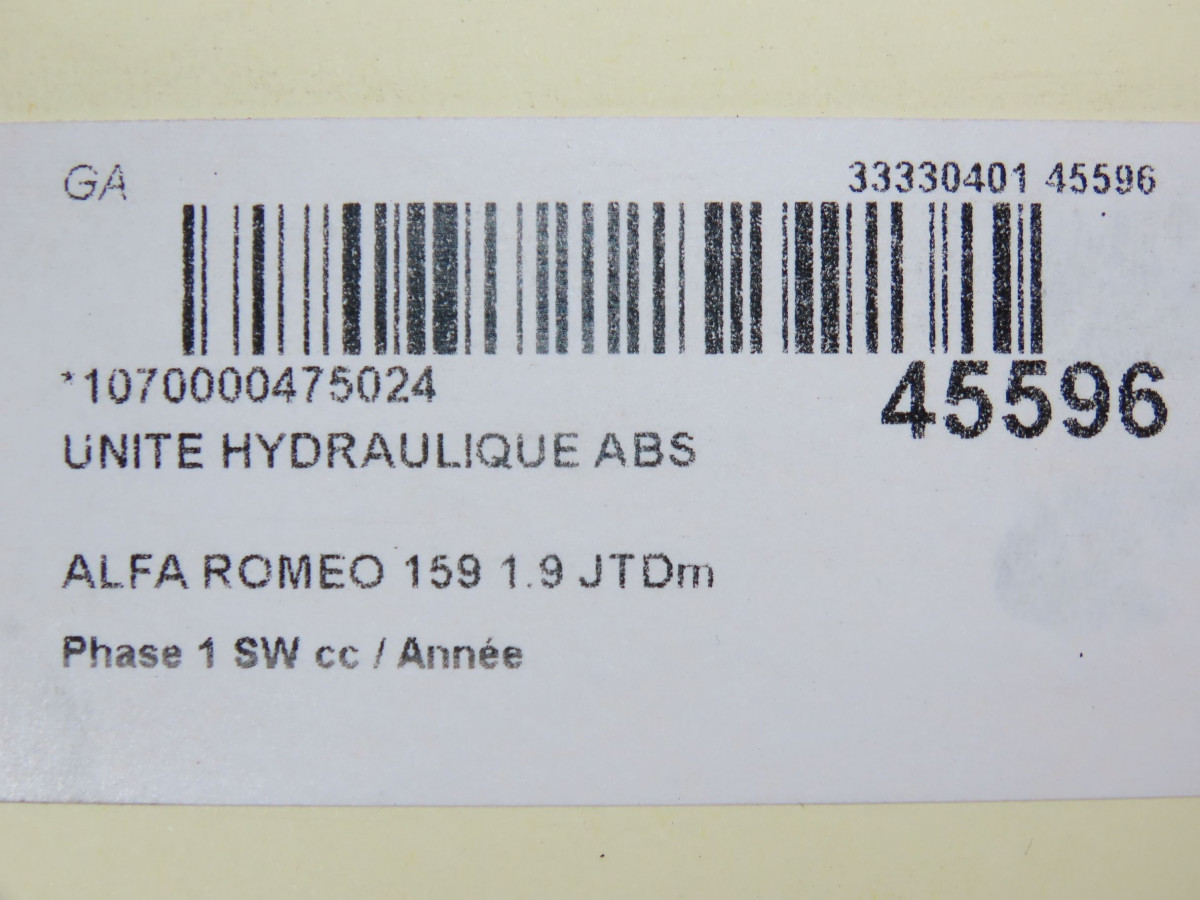 GA 33330401 45596
*1070000475024 45596
UNITE HYDRAULIQUE ABS
ALFA ROMEO 159 1.9 JTDm
Phase 1 SW cc / Année